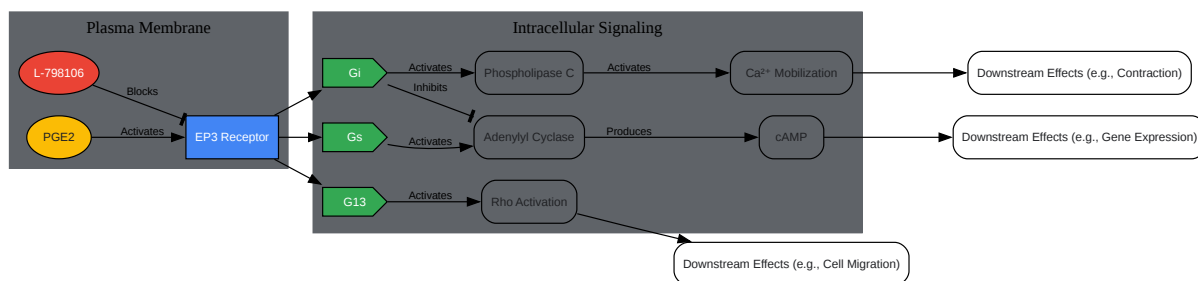 Plasma Membrane
Intracellular Signaling
L-798106
Blocks
PGE2
Activates
EP3 Receptor
Gi
Activates
Phospholipase C
Activates
Ca²⁺ Mobilization
Downstream Effects (e.g., Contraction)
Inhibits
Gs
Activates
Adenylyl Cyclase
Produces
cAMP
Downstream Effects (e.g., Gene Expression)
G13
Activates
Rho Activation
Downstream Effects (e.g., Cell Migration)